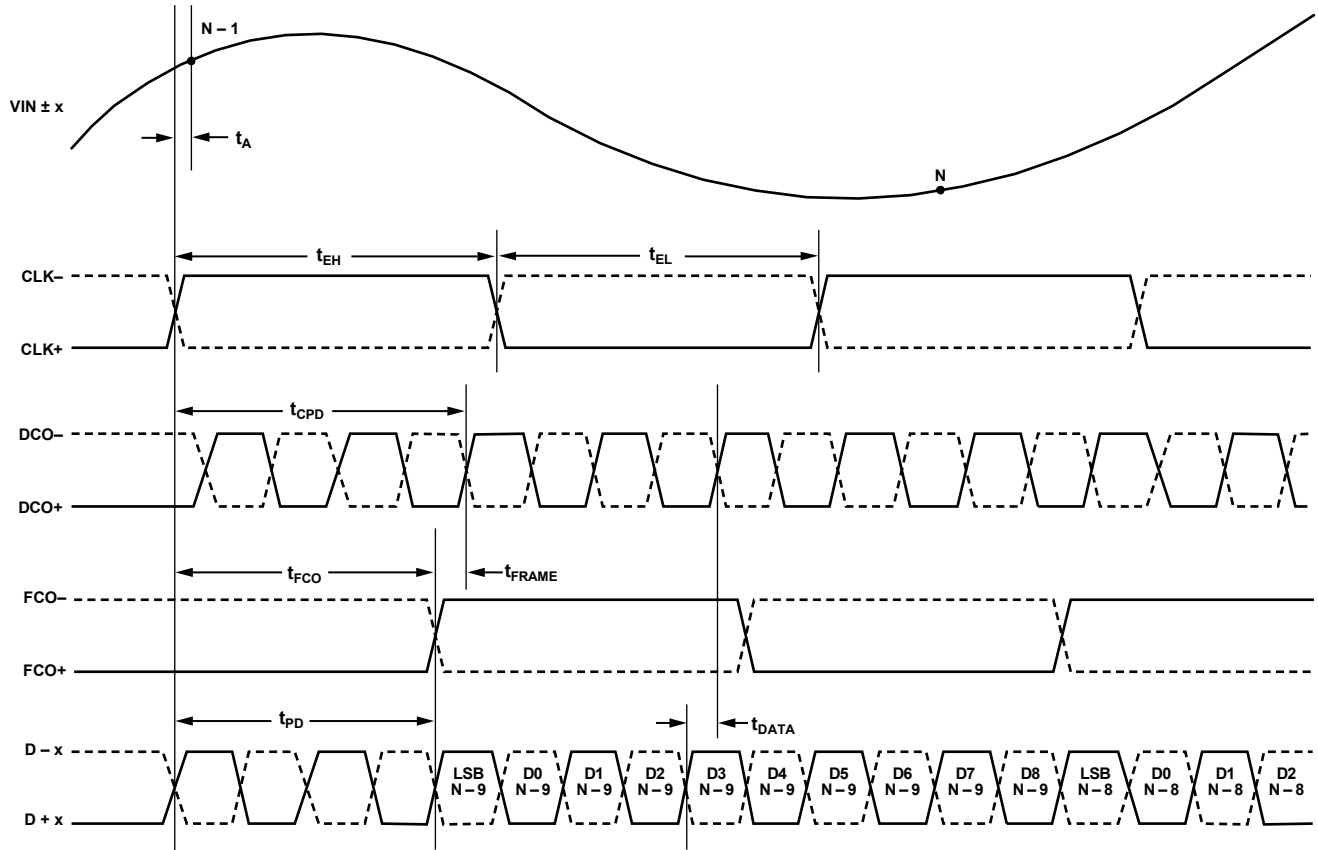 N – 1
VIN ± x
tA
N
tEH
tEL
CLK–
CLK+
tCPD
DCO–
DCO+
tFCO
tFRAME
FCO–
FCO+
tPD
tDATA
D – x
D + x
LSB N – 9
D0 N – 9
D1 N – 9
D2 N – 9
D3 N – 9
D4 N – 9
D5 N – 9
D6 N – 9
D7 N – 9
D8 N – 9
LSB N – 8
D0 N – 8
D1 N – 8
D2 N – 8